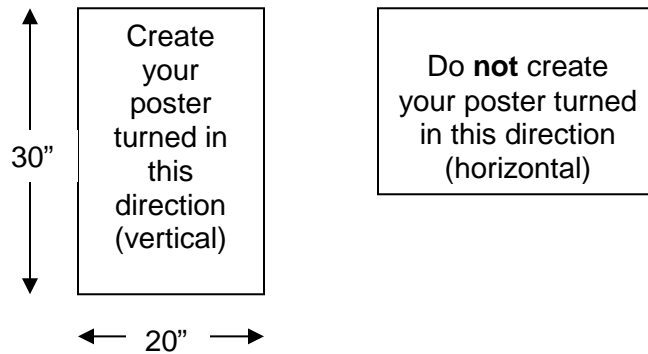 Create
your
poster
turned in
this
direction
(vertical)
30”
20”
Do not create
your poster turned
in this direction
(horizontal)